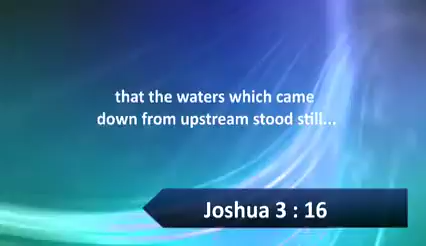 that the waters which came
down from upstream stood still...
Joshua 3 : 16